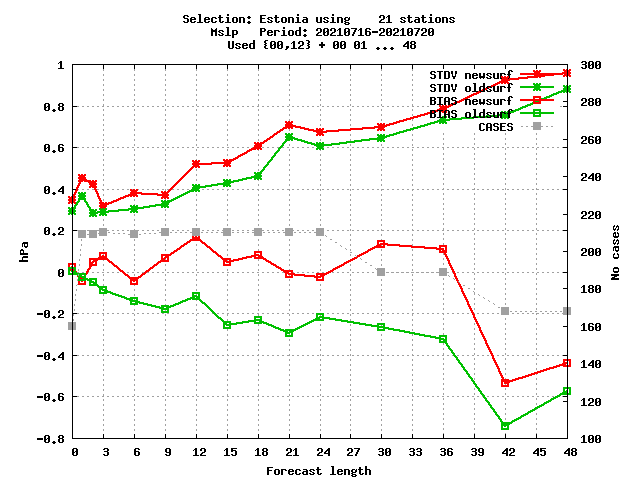 Selection: Estonia using    21 stations
Mslp   Period: 20210716-20210720
Used {00,12} + 00 01 ... 48
STDV newsurf
STDV oldsurf
BIAS newsurf
BIAS oldsurf
CASES
1
0.8
0.6
0.4
0.2
0
-0.2
-0.4
-0.6
-0.8
hPa
300
280
260
240
220
200
180
160
140
120
100
No cases
0 3 6 9 12 15 18 21 24 27 30 33 36 39 42 45 48
Forecast length